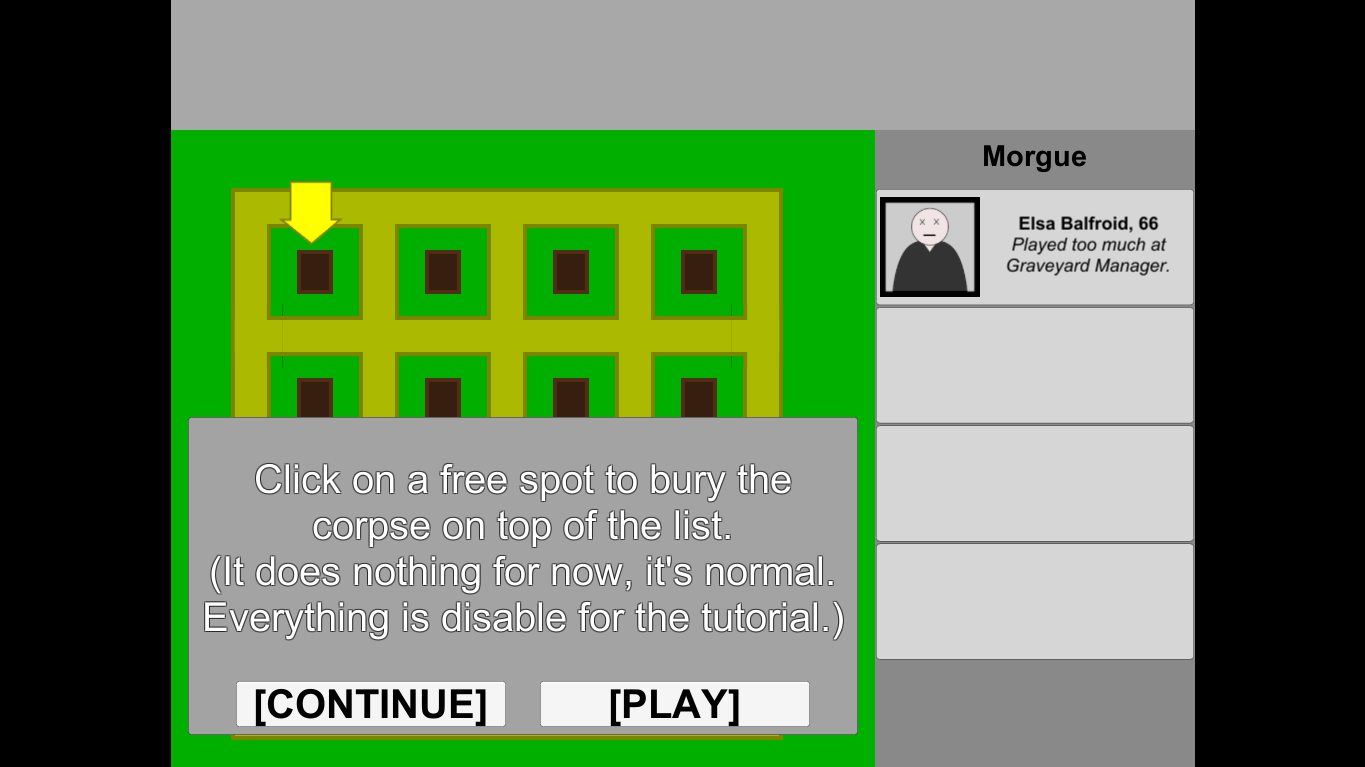 Morgue
Elsa Balfroid, 66
Played too much at
Graveyard Manager.
Click on a free spot to bury the
corpse on top of the list.
(It does nothing for now, it's normal.
Everything is disable for the tutorial.)
[CONTINUE] [PLAY]